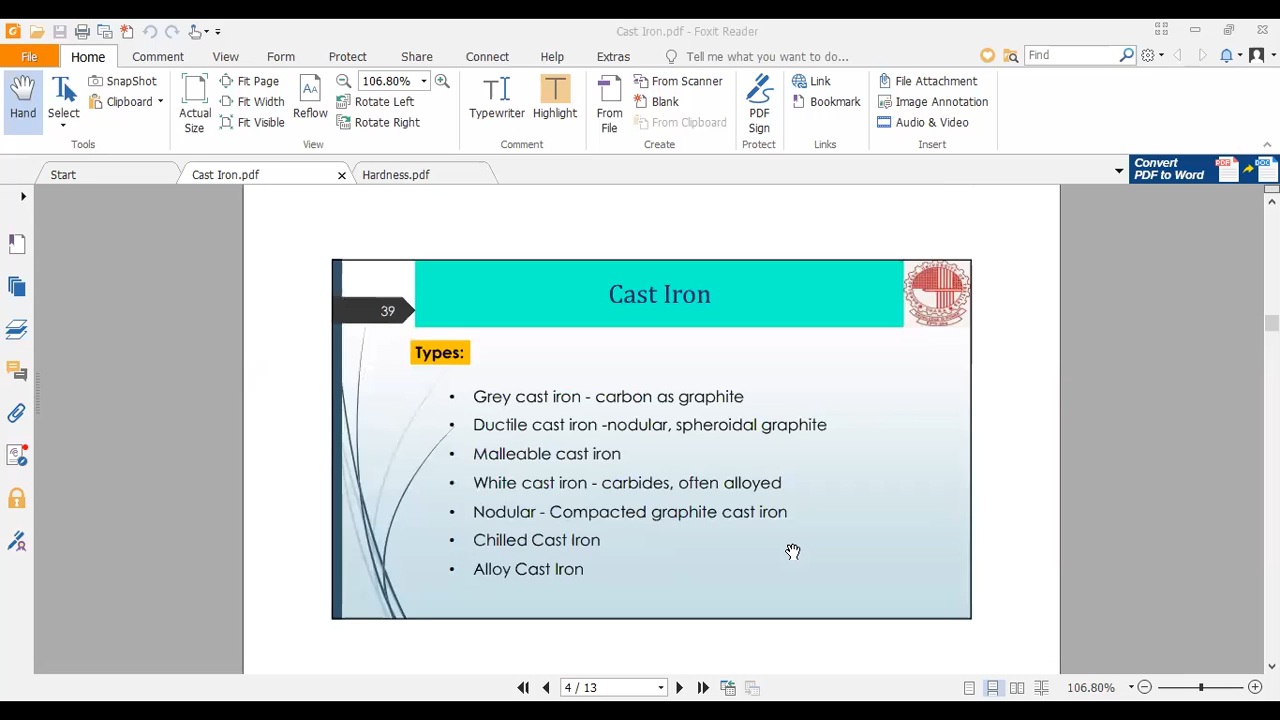 Cast Iron.pdf - Foxit Reader
File Home Comment View Form Protect Share Connect Help Extras Tell me what you want to do... Find
Hand
Select
SnapShot
Clipboard
Tools
Actual Size
Fit Page
Fit Width
Fit Visible
Reflow
106.80%
Rotate Left
Rotate Right
View
Typewriter
Highlight
Comment
From File
From Scanner
Blank
From Clipboard
Create
PDF Sign
Protect
Link
Bookmark
Links
File Attachment
Image Annotation
Audio & Video
Insert
Start Cast Iron.pdf Hardness.pdf
Convert
PDF to Word
PDF DOC
Cast Iron
39
Types:
• Grey cast iron - carbon as graphite
• Ductile cast iron -nodular, spheroidal graphite
• Malleable cast iron
• White cast iron - carbides, often alloyed
• Nodular - Compacted graphite cast iron
• Chilled Cast Iron
• Alloy Cast Iron
4 / 13
106.80%